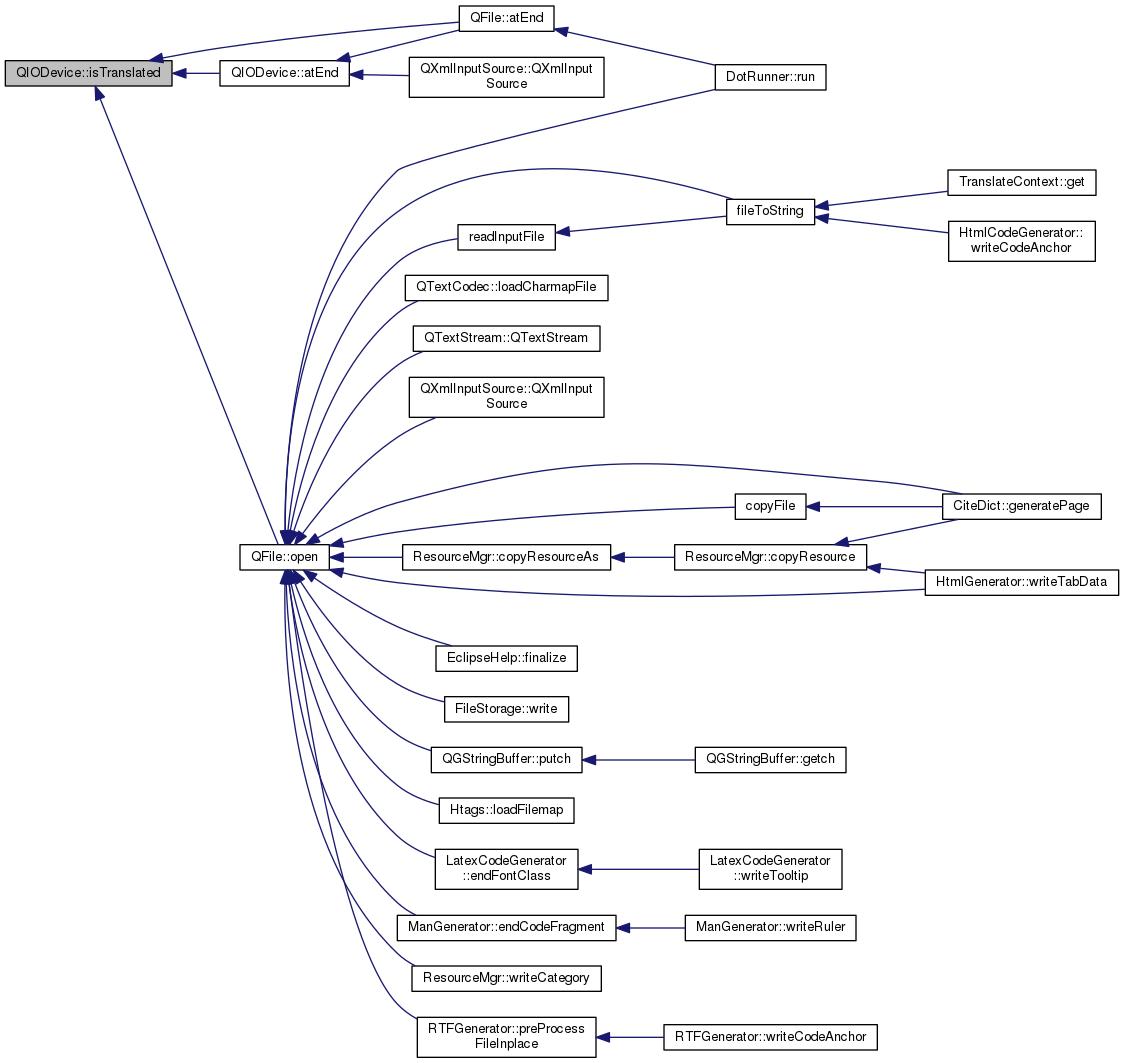 QFile::atEnd
QIODevice::isTranslated
QIODevice::atEnd
QXmlInputSource::QXmlInput
Source
DotRunner::run
TranslateContext::get
fileToString
readInputFile
HtmlCodeGenerator::
writeCodeAnchor
QTextCodec::loadCharmapFile
QTextStream::QTextStream
QXmlInputSource::QXmlInput
Source
copyFile
CiteDict::generatePage
QFile::open
ResourceMgr::copyResourceAs
ResourceMgr::copyResource
HtmlGenerator::writeTabData
EclipseHelp::finalize
FileStorage::write
QGStringBuffer::putch
QGStringBuffer::getch
Htags::loadFilemap
LatexCodeGenerator
::endFontClass
LatexCodeGenerator
::writeTooltip
ManGenerator::endCodeFragment
ManGenerator::writeRuler
ResourceMgr::writeCategory
RTFGenerator::preProcess
FileInplace
RTFGenerator::writeCodeAnchor